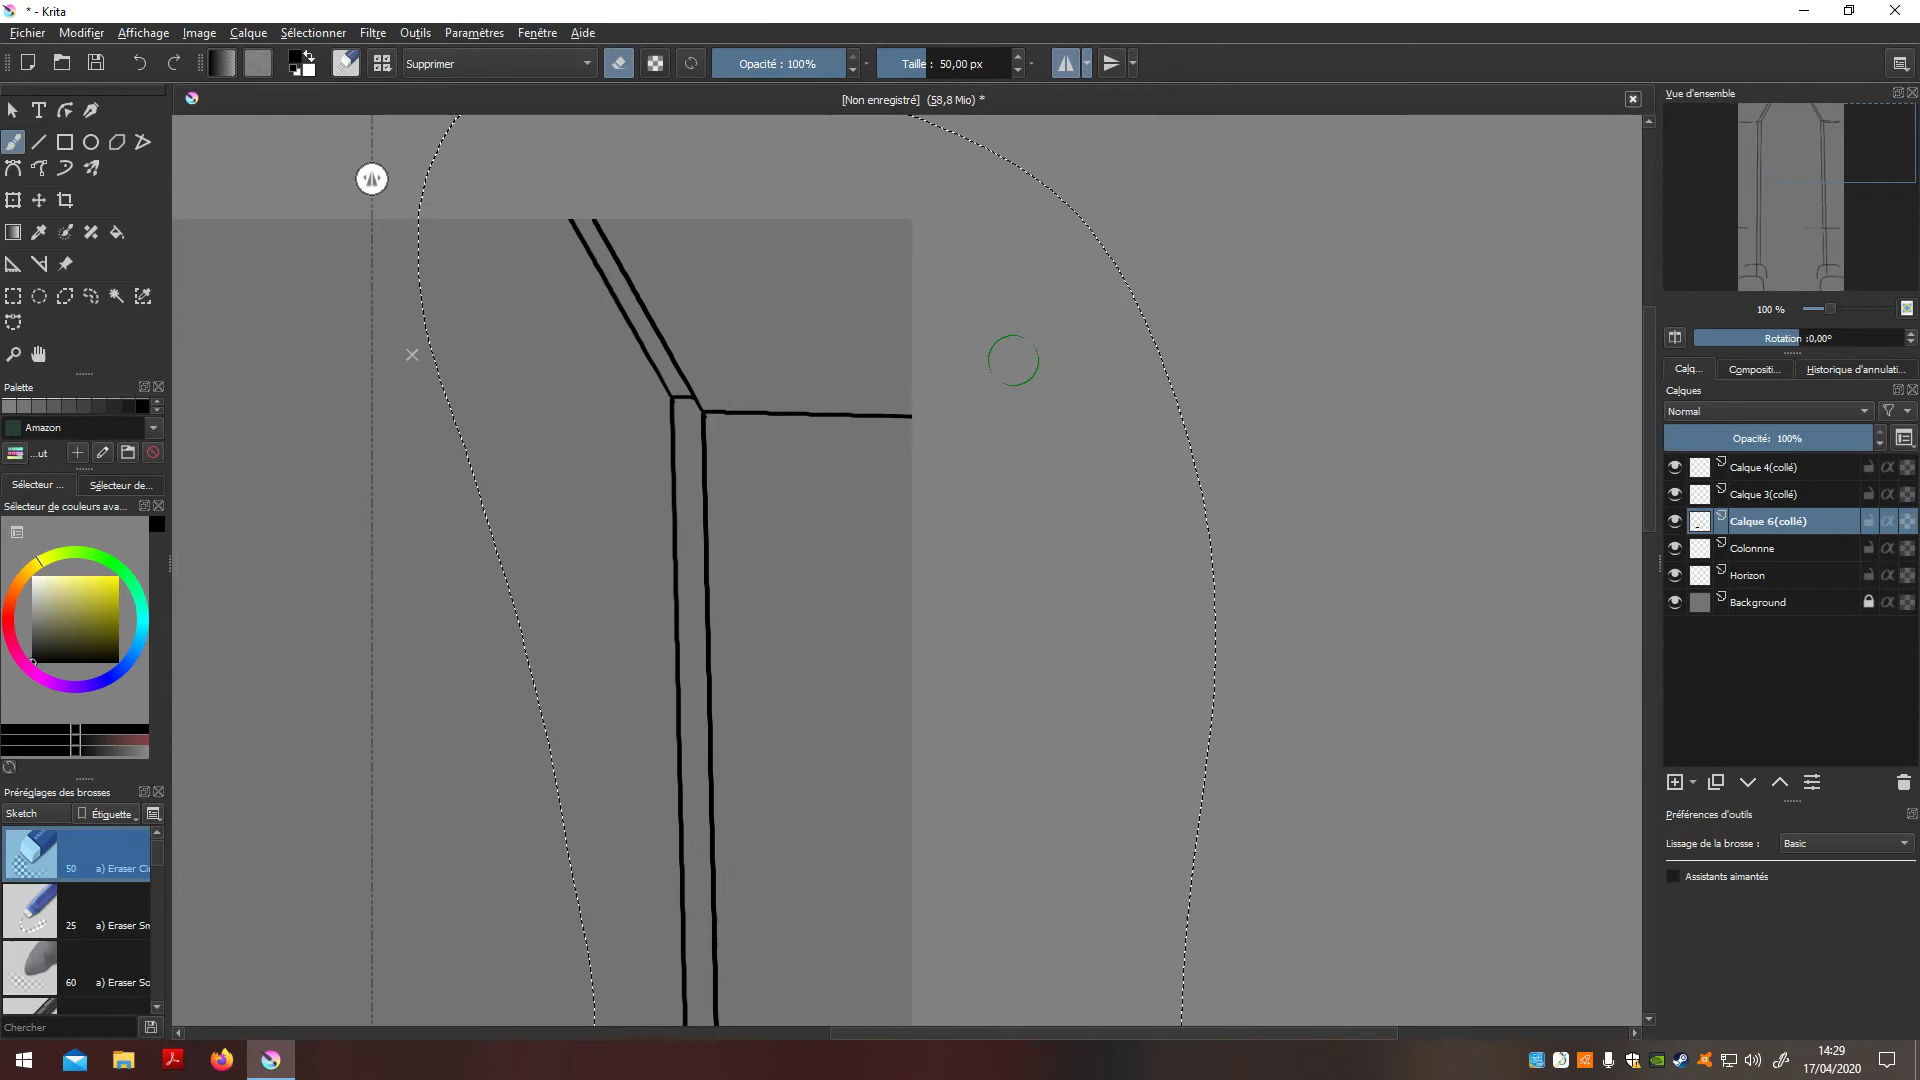 * - Krita
Fichier Modifier Affichage Image Calque Sélectionner Filtre Outils Paramètres Fenêtre Aide
Supprimer Opacité : 100% Taille : 50,00 px
[Non enregistré] (58,8 Mio) *
Vue d'ensemble
100 %
Rotation :0,00°
Calq... Compositi... Historique d'annulati...
Calques
Normal
Opacité: 100%
Calque 4(collé)
Calque 3(collé)
Calque 6(collé)
Colonnne
Horizon
Background
Préférences d'outils
Lissage de la brosse : Basic
Assistants aimantés
Palette
Amazon
...ut
Sélecteur ... Sélecteur de...
Sélecteur de couleurs ava...
Préréglages des brosses
Sketch Étiquette
50 a) Eraser Ci
25 a) Eraser Sm
60 a) Eraser So
Chercher
14:29
17/04/2020